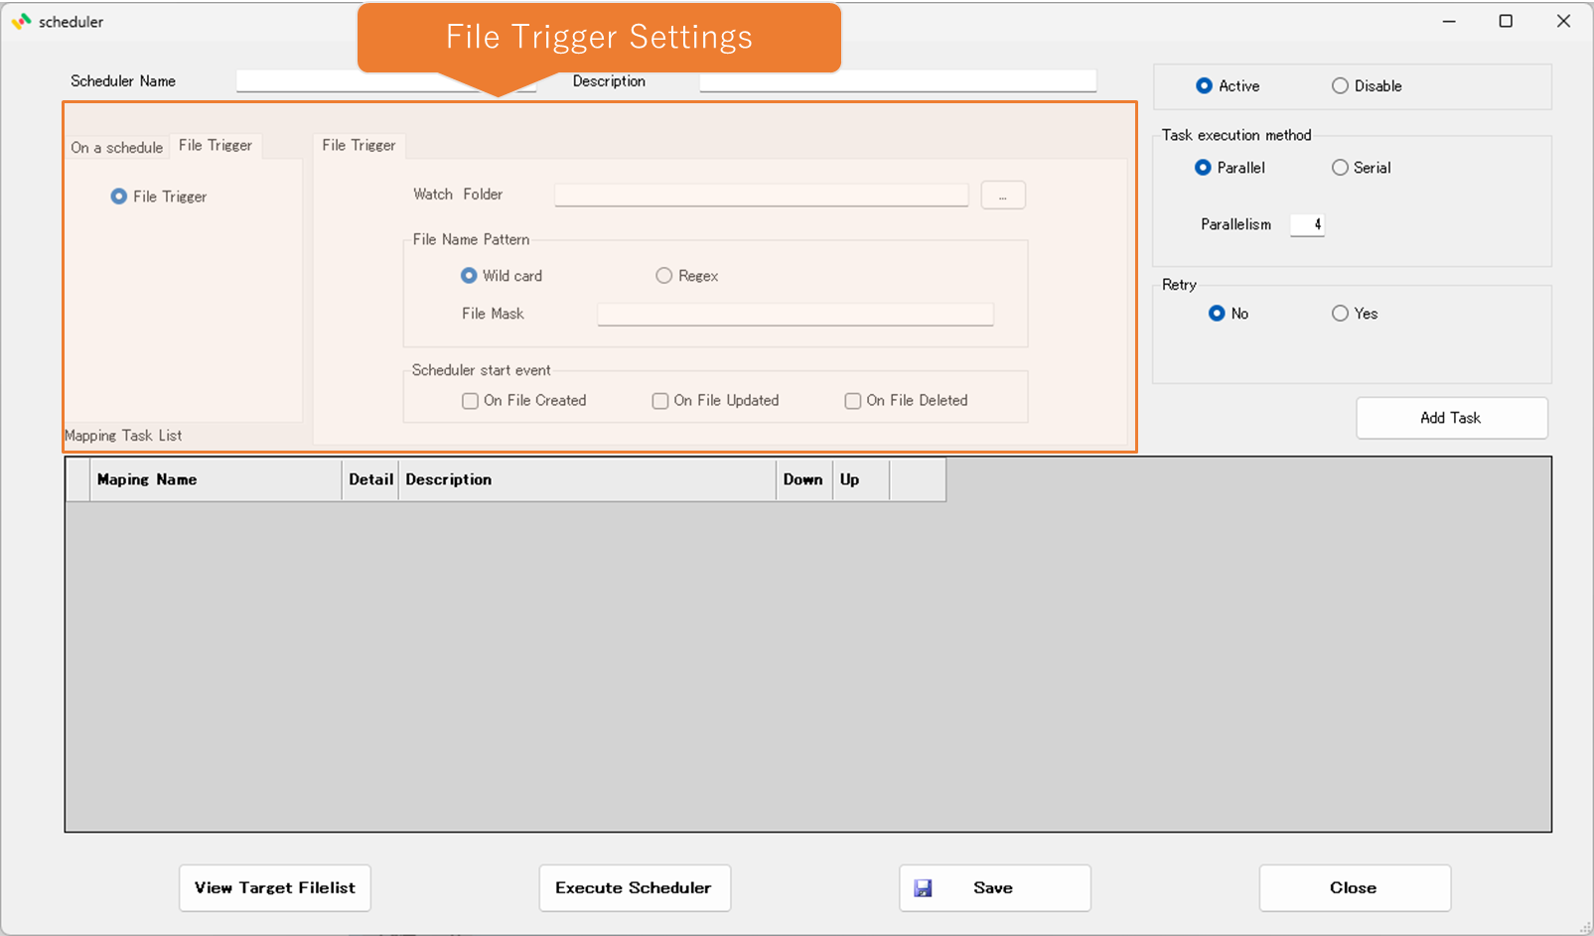 scheduler
File Trigger Settings
Scheduler Name
Description
Active
Disable
On a schedule
File Trigger
File Trigger
File Trigger
Watch Folder
...
File Name Pattern
Wild card
Regex
File Mask
Scheduler start event
On File Created
On File Updated
On File Deleted
Task execution method
Parallel
Serial
Parallelism
4
Retry
No
Yes
Add Task
Mapping Task List
Maping Name
Detail
Description
Down
Up
View Target Filelist
Execute Scheduler
Save
Close